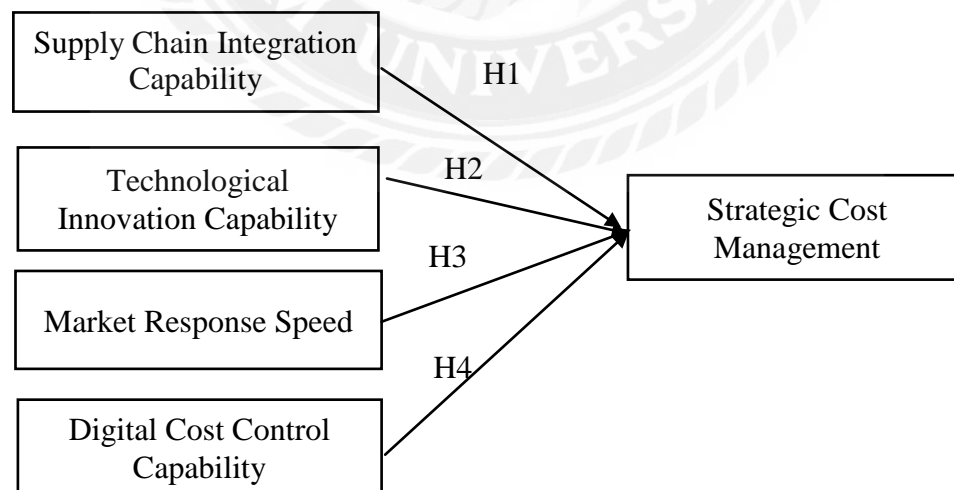 Supply Chain Integration
Capability
H1
Technological
Innovation Capability
H2
Strategic Cost
Management
H3
Market Response Speed
H4
Digital Cost Control
Capability